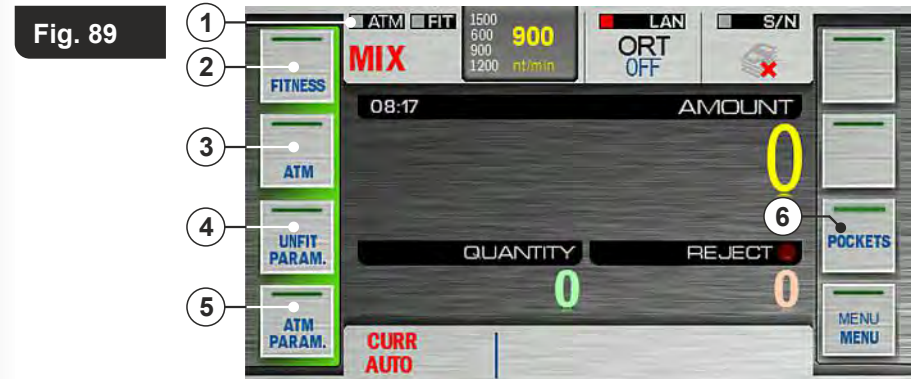 Fig. 89
1
2
3
4
5
6
FITNESS
ATM
UNFIT
PARAM.
ATM
PARAM.
ATM FIT
MIX
1500
600
900
1200
900
nt/min
LAN
ORT
OFF
S/N
08:17 AMOUNT
0
QUANTITY REJECT
0 0
CURR
AUTO
POCKETS
MENU
MENU